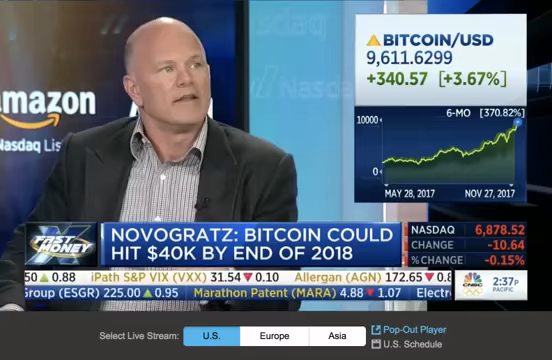 amazon
Nasdaq
Nasdaq Lis
BITCOIN/USD
9,611.6299
+340.57 [+3.67%]
6-MO [370.82%]
10000
0
MAY 28, 2017 NOV 27, 2017
FAST MONEY
NOVOGRATZ: BITCOIN COULD
HIT $40K BY END OF 2018
NASDAQ 6,878.52
CHANGE -10.64
% CHANGE -0.15%
50 ▲ 0.88 iPath S&P VIX (VXX) 31.54 ▼ 0.10 Allergan (AGN) 172.65 ▼ 0.8
Group (ESGR) 225.00 ▲ 0.95 Marathon Patent (MARA) 4.88 ▼ 1.07 Electr
CNBC
2:37P
PACIFIC
Select Live Stream: U.S. Europe Asia
Pop-Out Player
U.S. Schedule